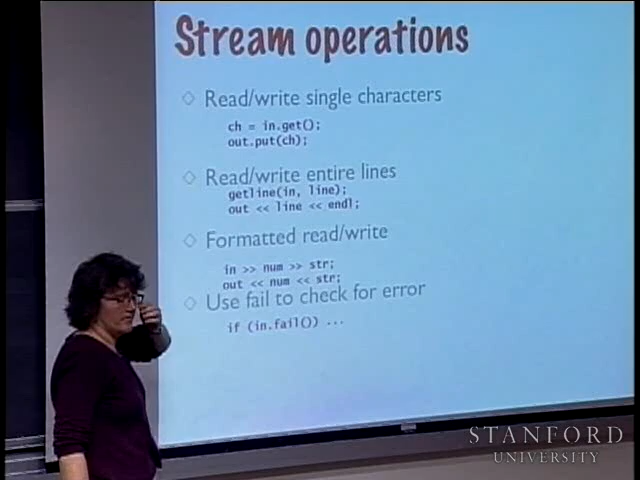 Stream operations
Read/write single characters
ch = in.get();
out.put(ch);
Read/write entire lines
getline(in, line);
out << line << endl;
Formatted read/write
in >> num >> str;
out << num << str;
Use fail to check for error
if (in.fail()) ...
STANFORD
UNIVERSITY